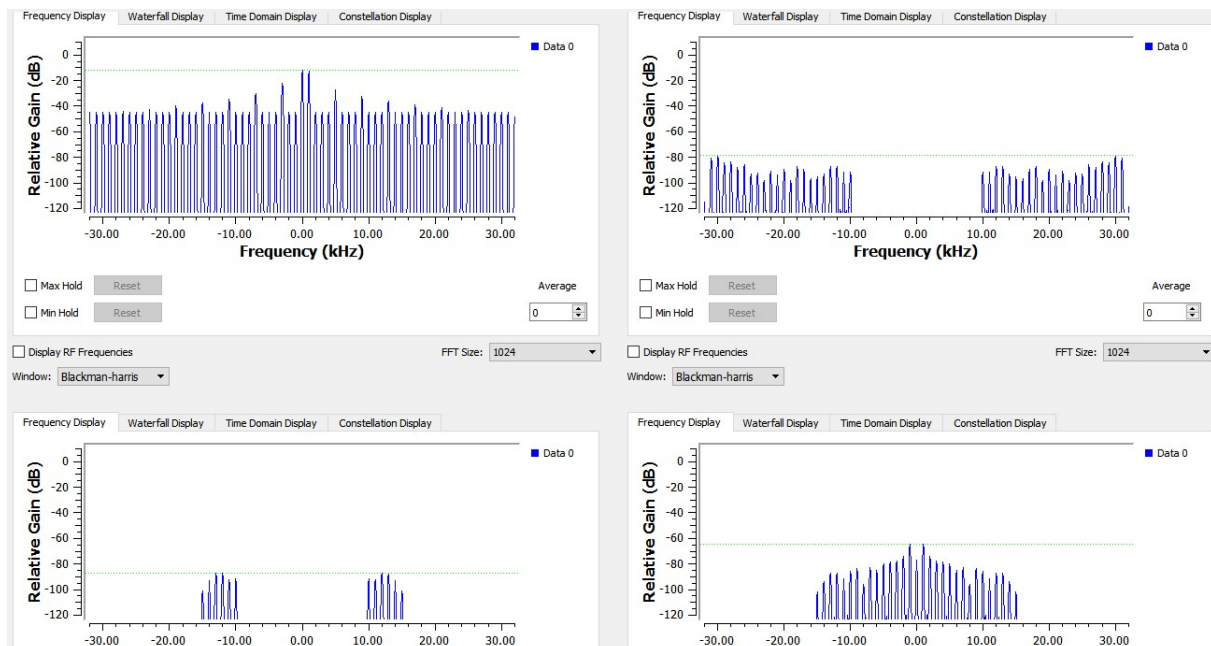 Frequency Display Waterfall Display Time Domain Display Constellation Display
Data 0
Relative Gain (dB)
0
-20
-40
-60
-80
-100
-120
-30.00 -20.00 -10.00 0.00 10.00 20.00 30.00
Frequency (kHz)
Max Hold Reset Average
Min Hold Reset 0
Display RF Frequencies FFT Size: 1024
Window: Blackman-harris
Frequency Display Waterfall Display Time Domain Display Constellation Display
Data 0
Relative Gain (dB)
0
-20
-40
-60
-80
-100
-120
-30.00 -20.00 -10.00 0.00 10.00 20.00 30.00
Frequency (kHz)
Max Hold Reset Average
Min Hold Reset 0
Display RF Frequencies FFT Size: 1024
Window: Blackman-harris
Frequency Display Waterfall Display Time Domain Display Constellation Display
Data 0
Relative Gain (dB)
0
-20
-40
-60
-80
-100
-120
-30.00 -20.00 -10.00 0.00 10.00 20.00 30.00
Frequency Display Waterfall Display Time Domain Display Constellation Display
Data 0
Relative Gain (dB)
0
-20
-40
-60
-80
-100
-120
-30.00 -20.00 -10.00 0.00 10.00 20.00 30.00